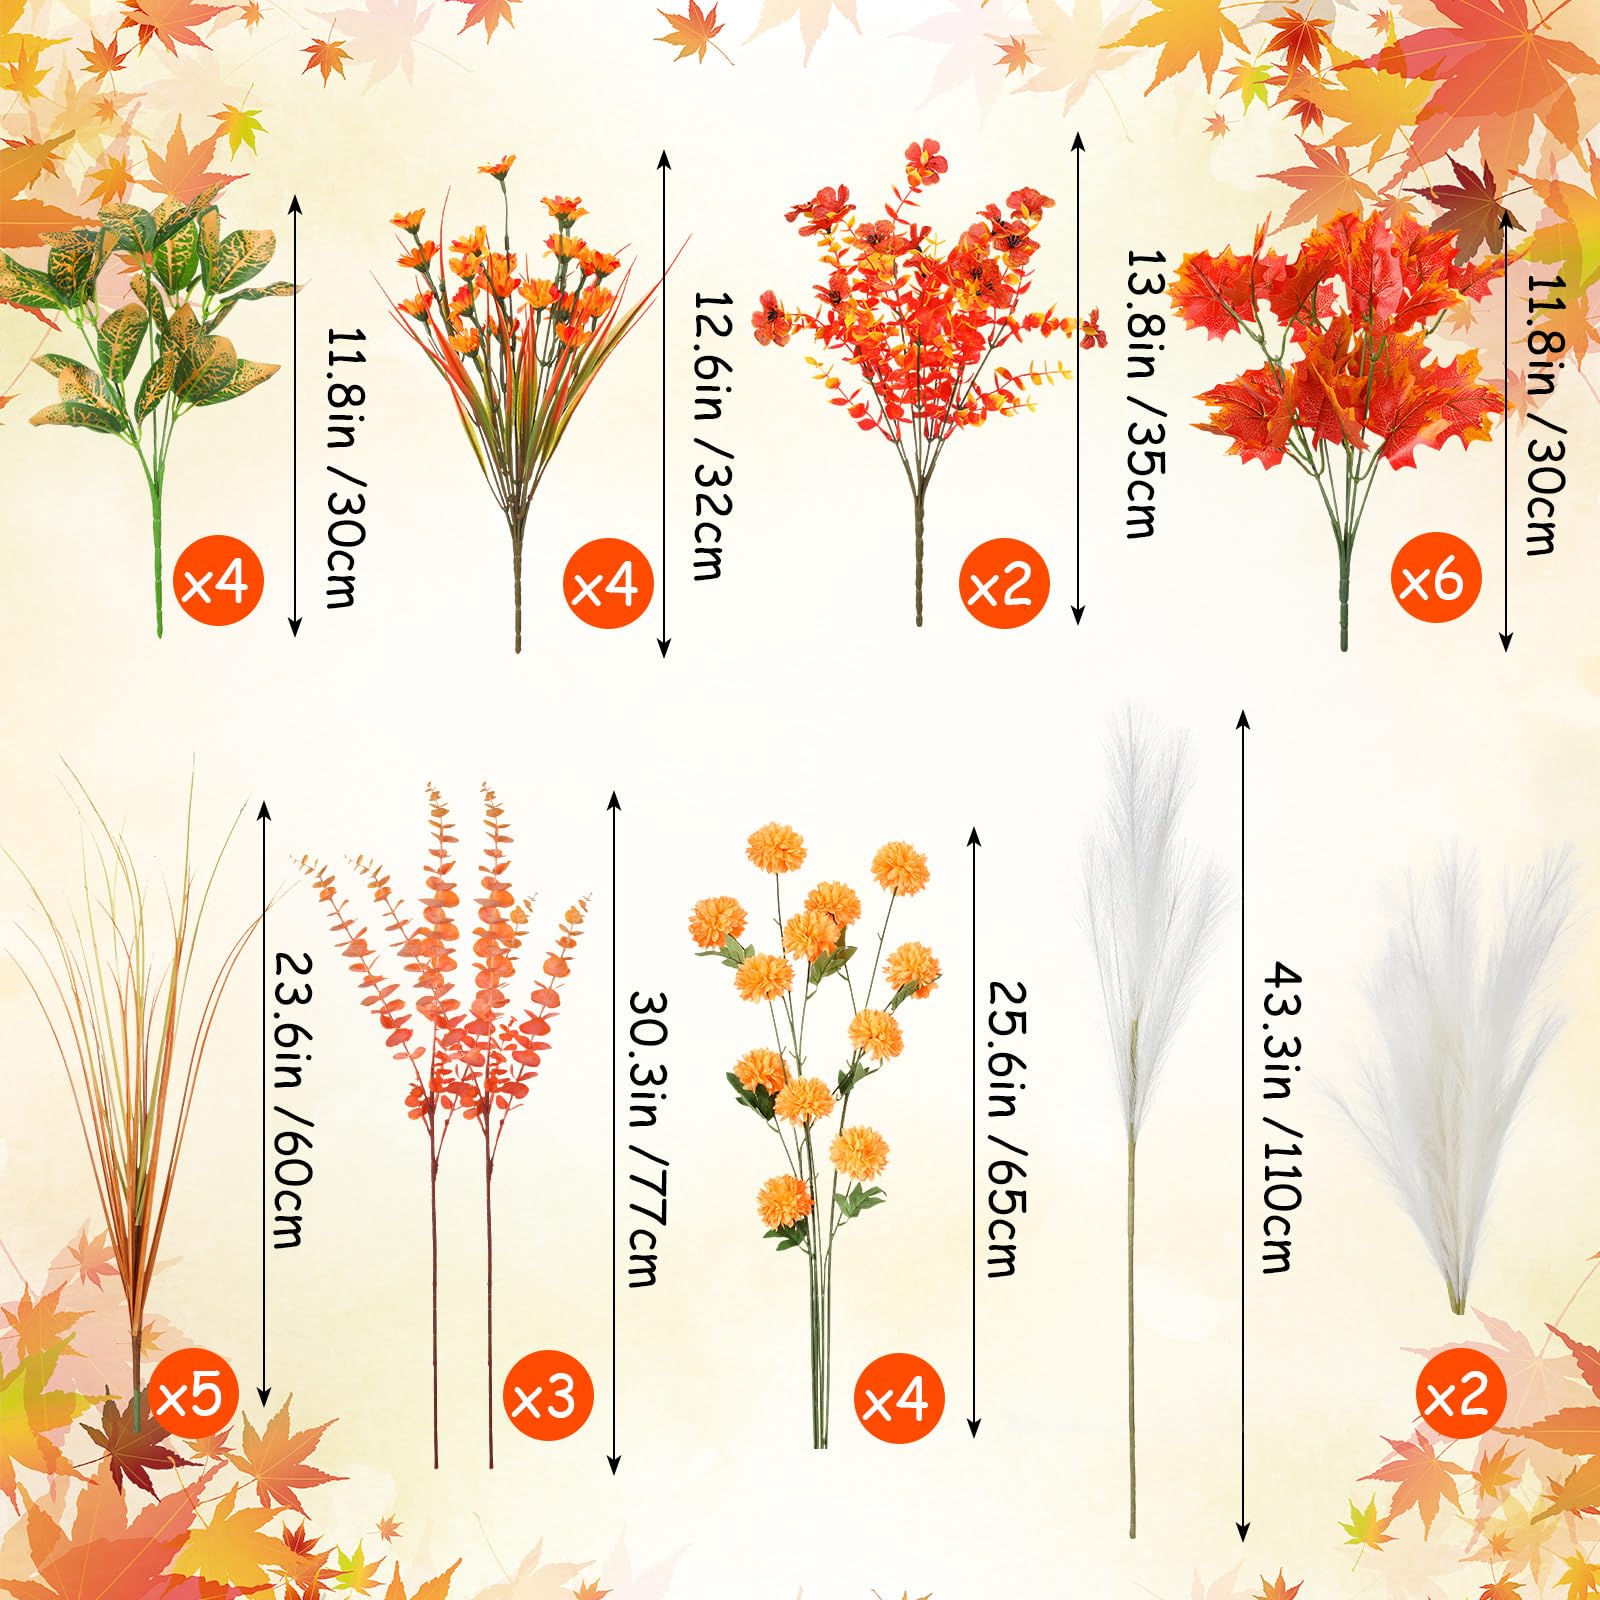 x4
11.8in /30cm
x4
12.6in /32cm
x2
13.8in /35cm
x6
11.8in /30cm
x5
23.6in /60cm
x3
30.3in /77cm
x4
25.6in /65cm
43.3in /110cm
x2